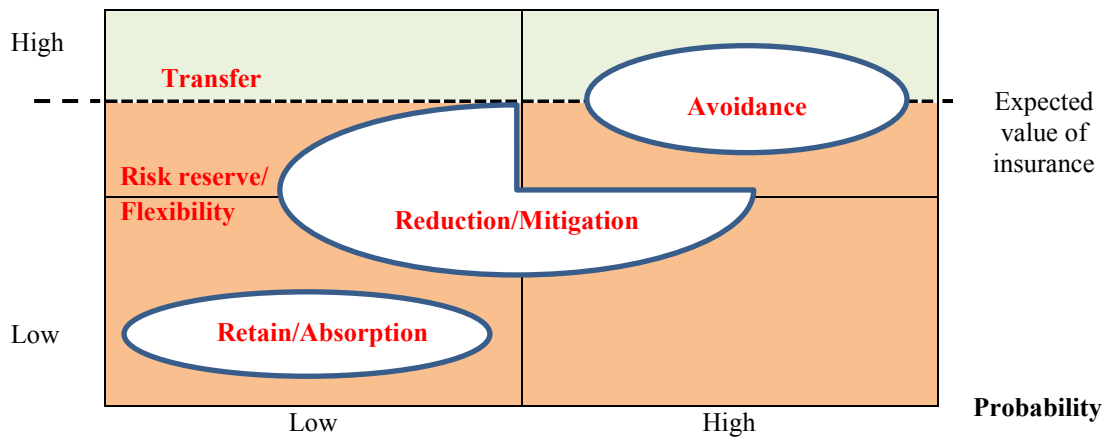 High
Transfer
Avoidance
Expected
value of
insurance
Risk reserve/
Flexibility
Reduction/Mitigation
Low
Retain/Absorption
Low
High
Probability